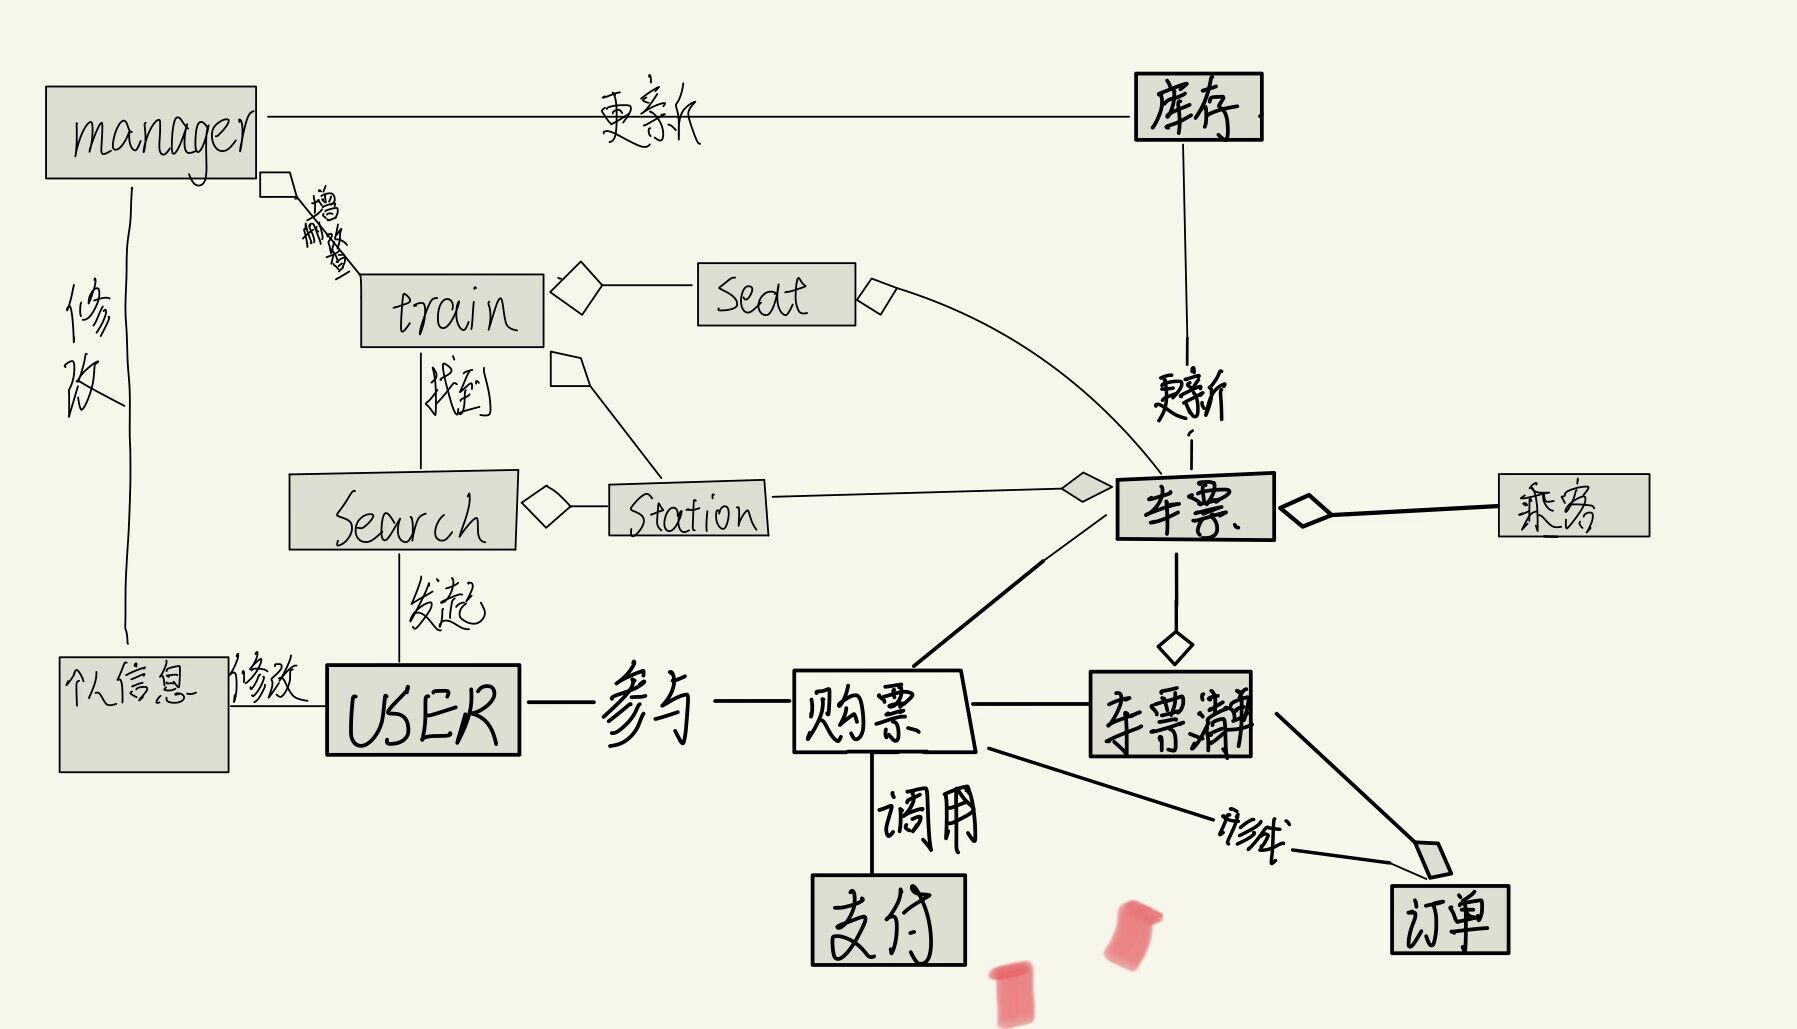 manager
更新
库存
增
删改
查
修
改
train
Seat
找到
更新
Search
Station
车票
乘客
发起
个人信息
修改
USER
参与
购票
车票清单
调用
形成
支付
订单